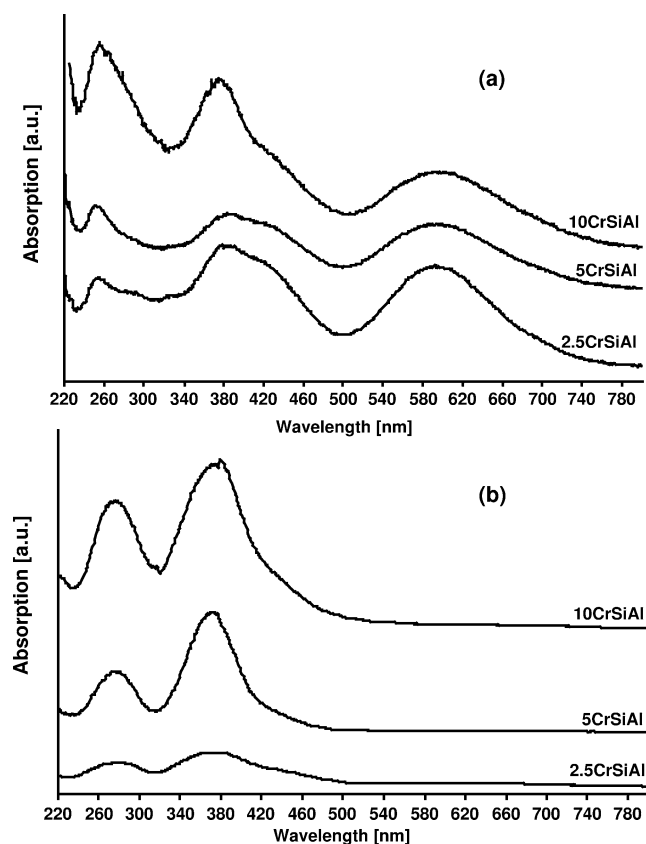 (a)
Absorption [a.u.]
10CrSiAl
5CrSiAl
2.5CrSiAl
220 260 300 340 380 420 460 500 540 580 620 660 700 740 780
Wavelength [nm]
(b)
Absorption [a.u.]
10CrSiAl
5CrSiAl
2.5CrSiAl
220 260 300 340 380 420 460 500 540 580 620 660 700 740 780
Wavelength [nm]